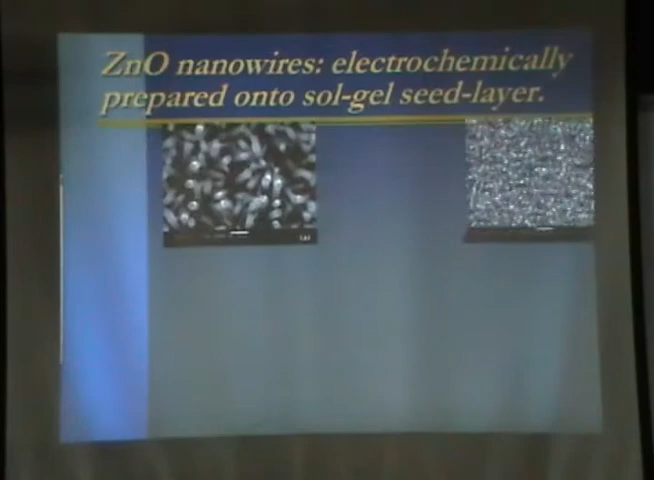 ZnO nanowires: electrochemically
prepared onto sol-gel seed-layer.